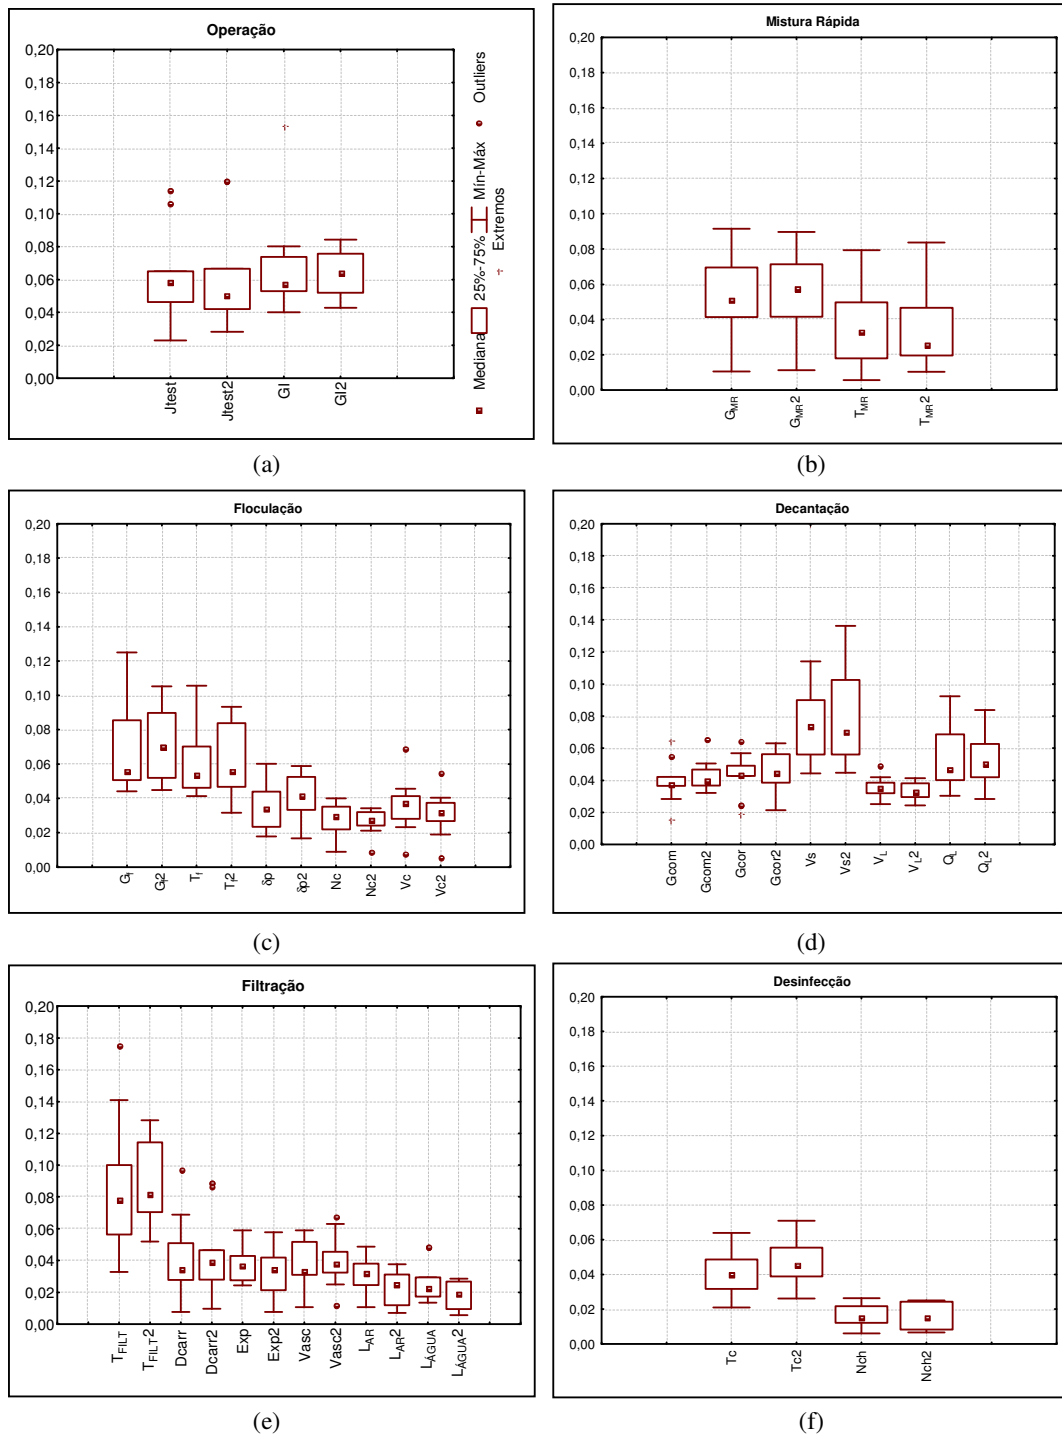 Operação
0,20
0,18
0,16
0,14
0,12
0,10
0,08
0,06
0,04
0,02
0,00
Jtest
Jtest2
GI
GI2
Mediana
25%-75%
Mín-Máx
Outliers
Extremos
(a)
Mistura Rápida
0,20
0,18
0,16
0,14
0,12
0,10
0,08
0,06
0,04
0,02
0,00
GMR
GMR2
TMR
TMR2
(b)
Floculação
0,20
0,18
0,16
0,14
0,12
0,10
0,08
0,06
0,04
0,02
0,00
Gf
Gf2
Tf
Tf2
δp
δp2
Nc
Nc2
Vc
Vc2
(c)
Decantação
0,20
0,18
0,16
0,14
0,12
0,10
0,08
0,06
0,04
0,02
0,00
Gcom
Gcom2
Gcor
Gcor2
Vs
Vs2
VL
VL2
QL
QL2
(d)
Filtração
0,20
0,18
0,16
0,14
0,12
0,10
0,08
0,06
0,04
0,02
0,00
TFILT
TFILT2
Dcarr
Dcarr2
Exp
Exp2
Vasc
Vasc2
LAR
LAR2
LÁGUA
LÁGUA2
(e)
Desinfecção
0,20
0,18
0,16
0,14
0,12
0,10
0,08
0,06
0,04
0,02
0,00
Tc
Tc2
Nch
Nch2
(f)